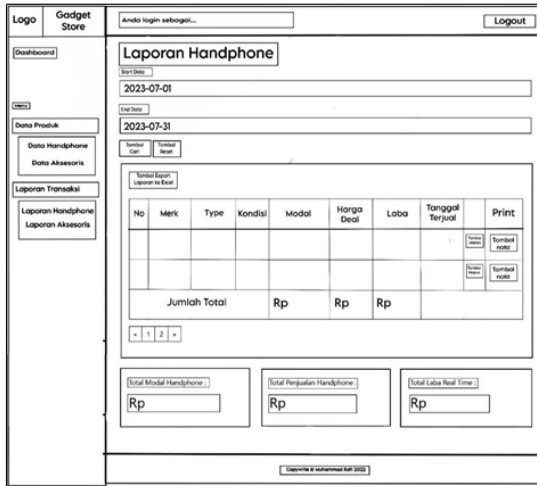 Logo
Gadget Store
Anda login sebagai...
Logout
Dashboard
Menu
Data Produk
Data Handphone
Data Aksesoris
Laporan Transaksi
Laporan Handphone
Laporan Aksesoris
Laporan Handphone
Start Date
2023-07-01
End Date
2023-07-31
Tombol Cari
Tombol Reset
Tombol Export
Laporan ke Excel
No Merk Type Kondisi Modal Harga Deal Laba Tanggal Terjual Print
Tombol nota
Tombol nota
Jumlah Total Rp Rp Rp
« 1 2 »
Total Modal Handphone :
Rp
Total Penjualan Handphone :
Rp
Total Laba Real Time :
Rp
Copywrite © Muhammad Rafi 2022